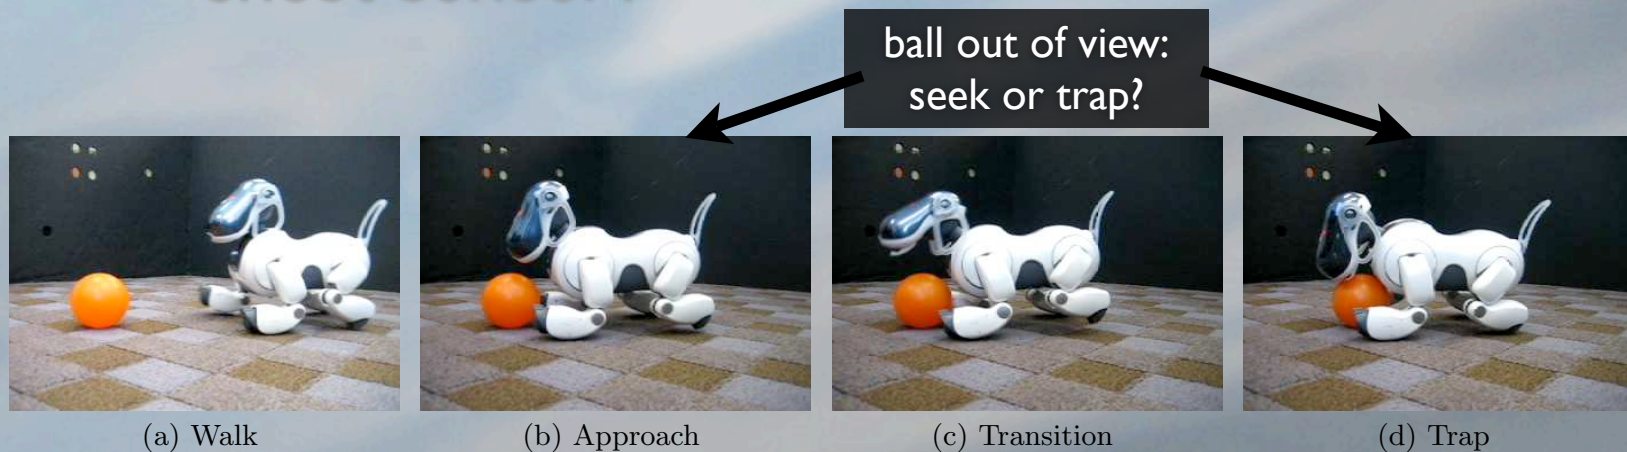 ball out of view:
seek or trap?
(a) Walk
(b) Approach
(c) Transition
(d) Trap